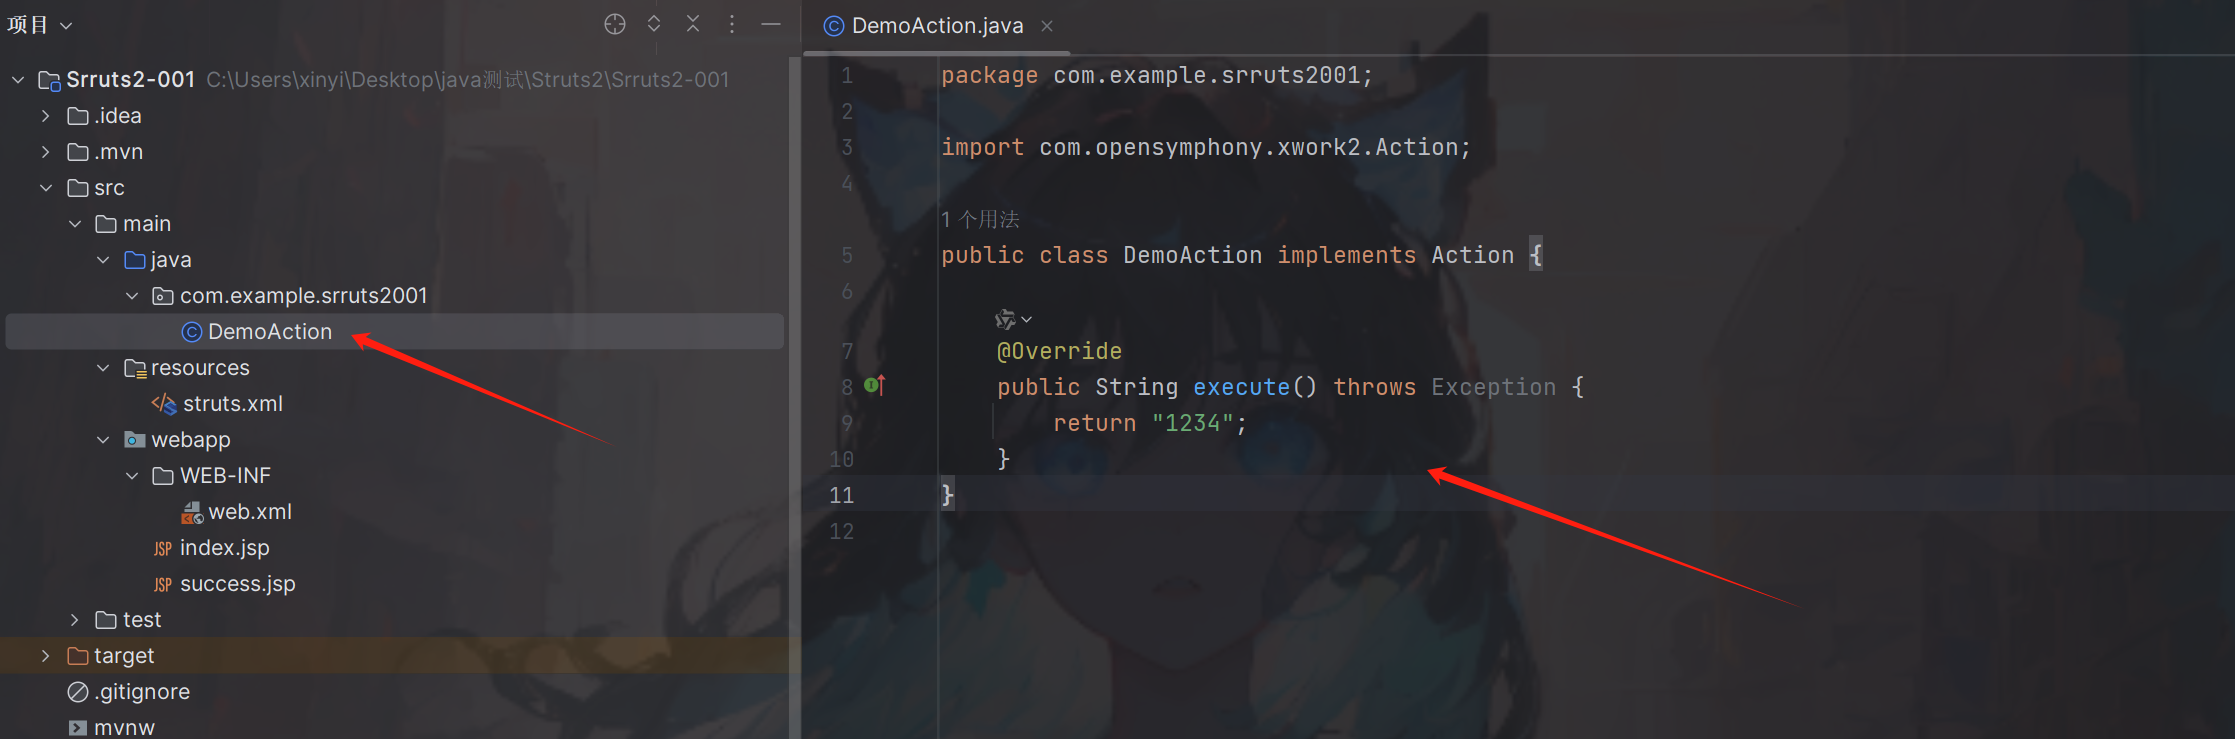 项目
Srruts2-001 C:\Users\xinyi\Desktop\java测试\Struts2\Srruts2-001
.idea
.mvn
src
main
java
com.example.srruts2001
DemoAction
resources
struts.xml
webapp
WEB-INF
web.xml
JSP index.jsp
JSP success.jsp
test
target
.gitignore
mvnw
DemoAction.java
1 package com.example.srruts2001;
2
3 import com.opensymphony.xwork2.Action;
4
1 个用法
5 public class DemoAction implements Action {
6
7 @Override
8 public String execute() throws Exception {
9 return "1234";
10 }
11 }
12